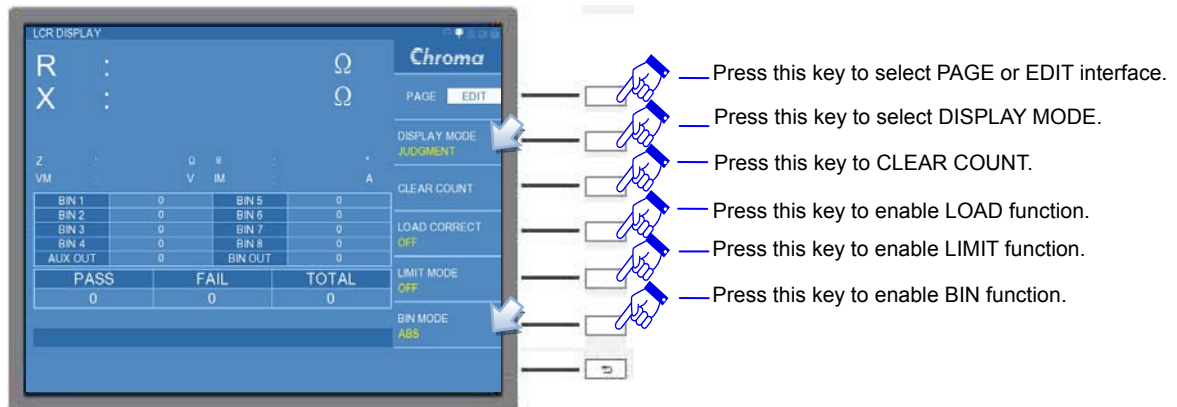 LCR DISPLAY
Chroma
R : Ω
X : Ω
PAGE EDIT
DISPLAY MODE
JUDGMENT
Z : Ω θ : °
VM : V IM : A
CLEAR COUNT
BIN 1 0 BIN 5 0
BIN 2 0 BIN 6 0
BIN 3 0 BIN 7 0
BIN 4 0 BIN 8 0
AUX OUT 0 BIN OUT 0
LOAD CORRECT
OFF
PASS FAIL TOTAL
0 0 0
LIMIT MODE
OFF
BIN MODE
ABS
Press this key to select PAGE or EDIT interface.
Press this key to select DISPLAY MODE.
Press this key to CLEAR COUNT.
Press this key to enable LOAD function.
Press this key to enable LIMIT function.
Press this key to enable BIN function.